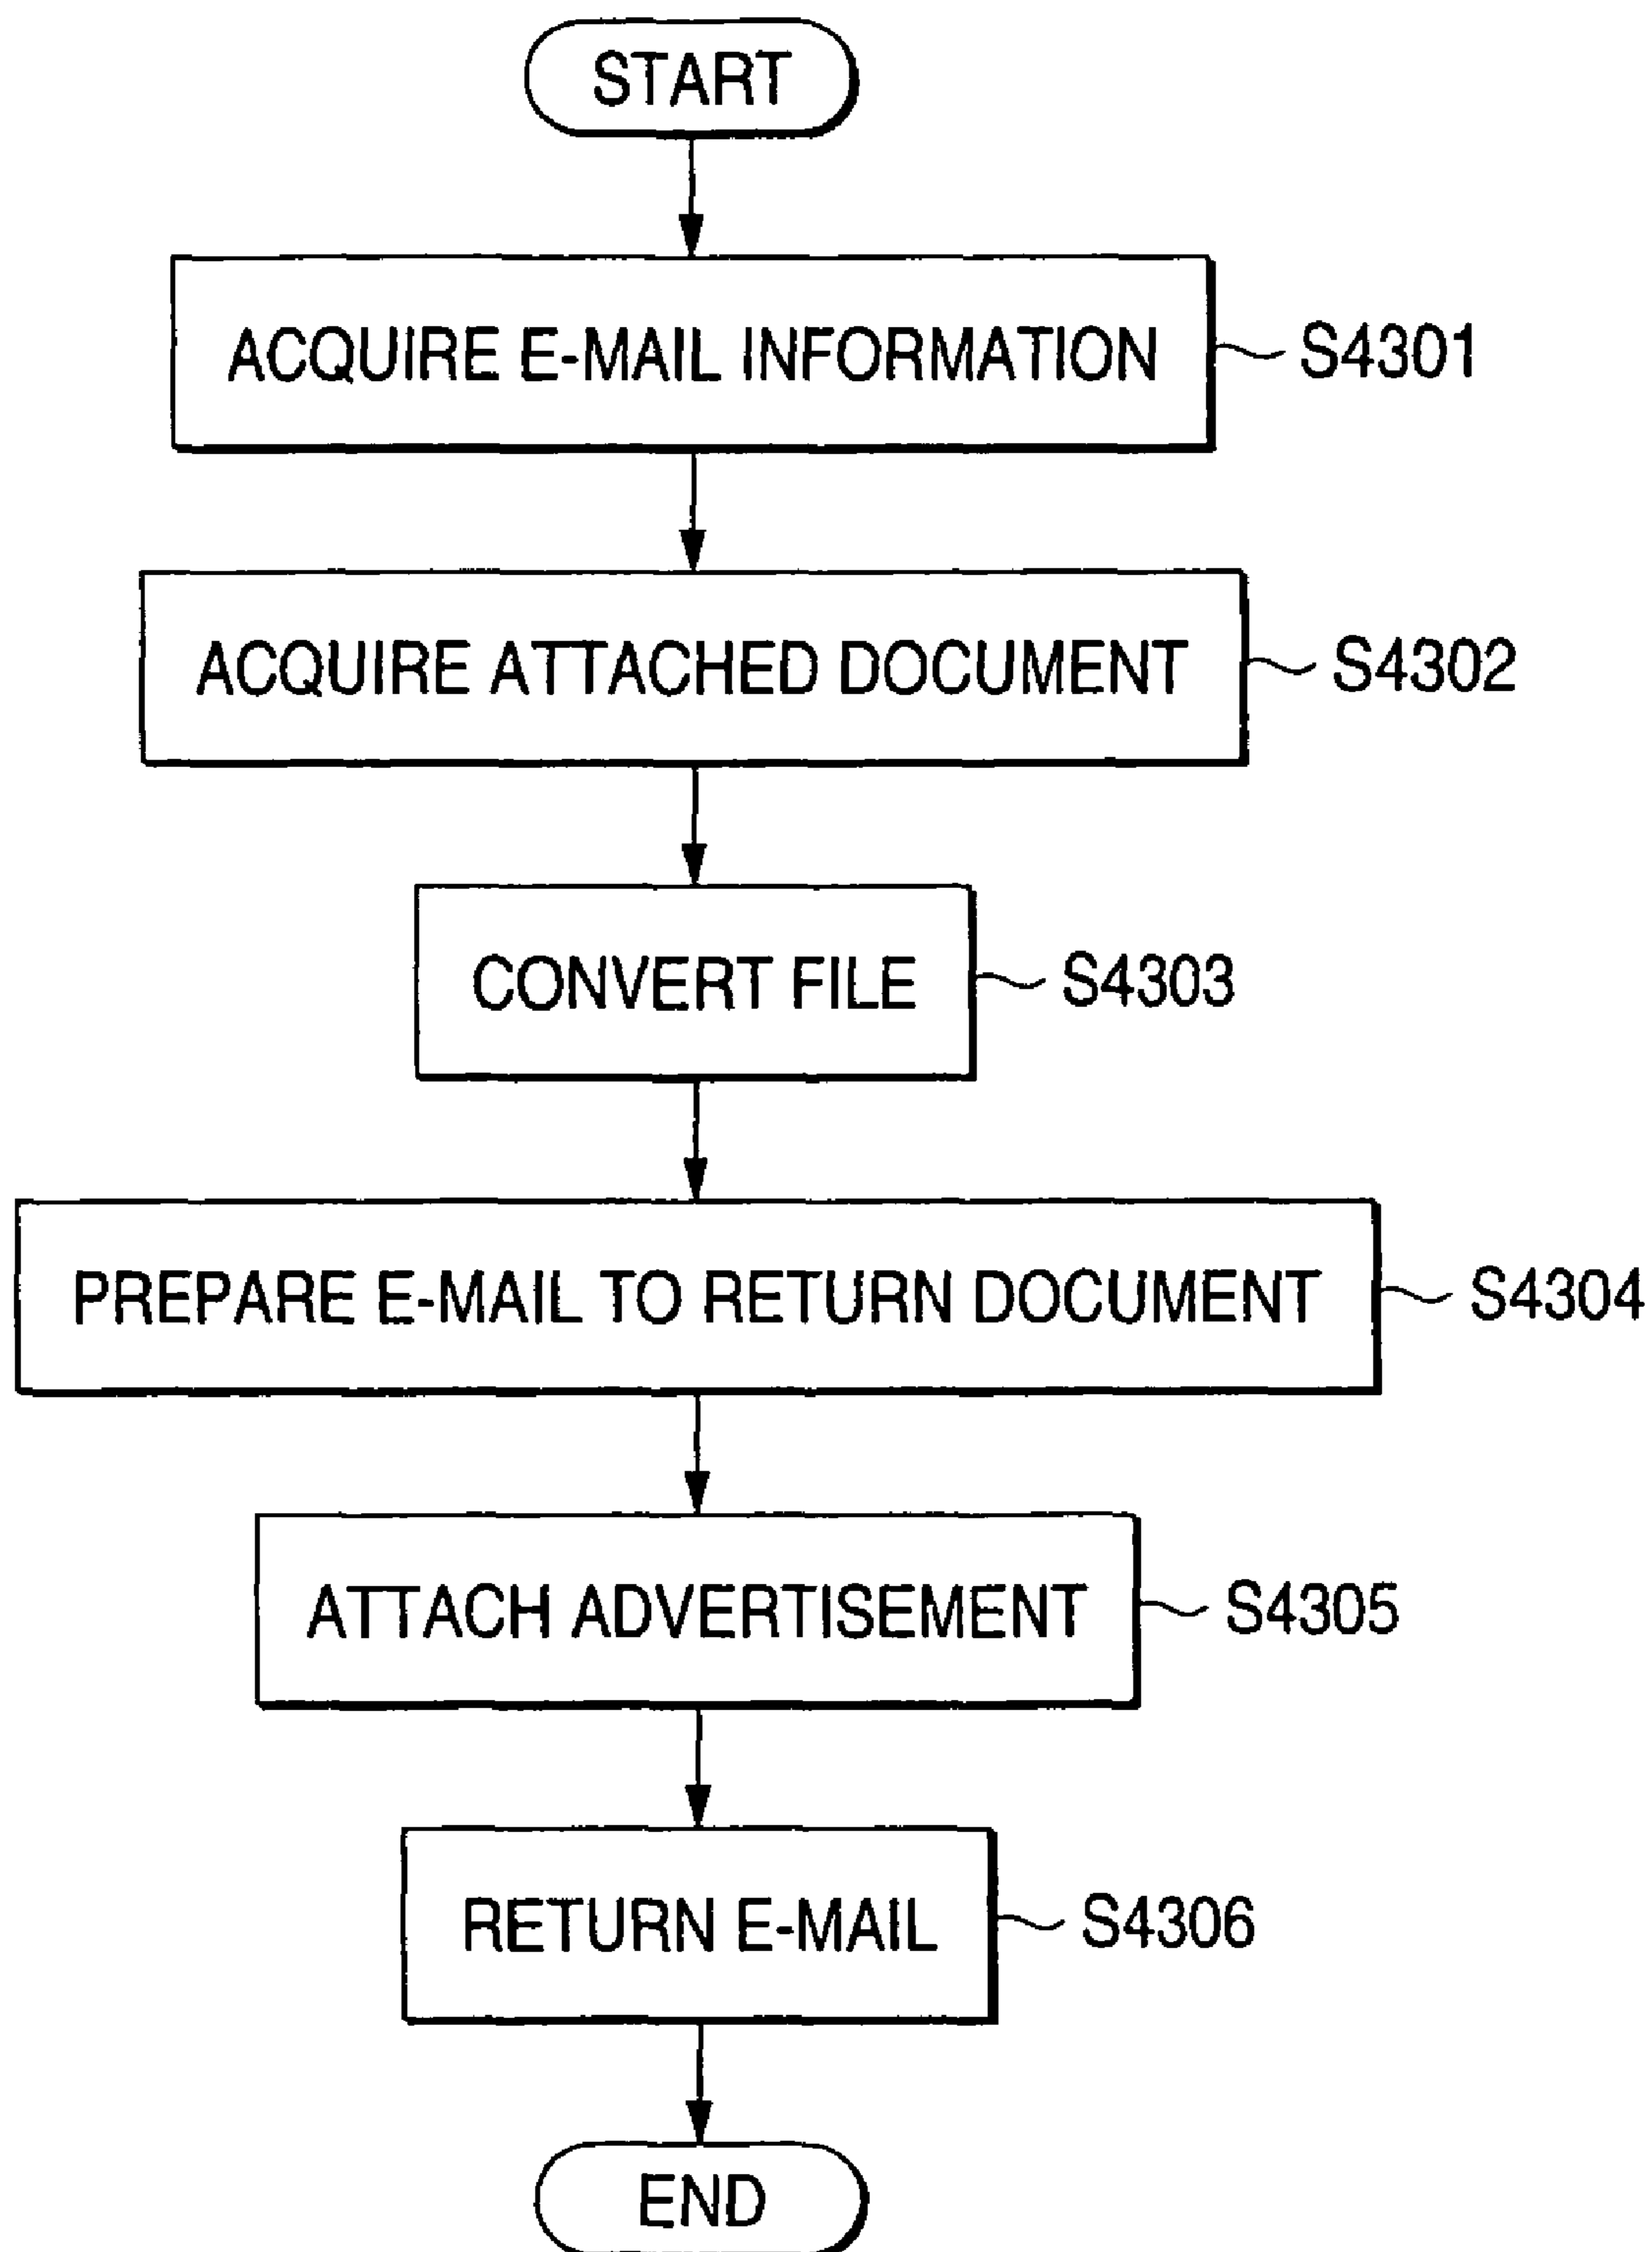 START
ACQUIRE E-MAIL INFORMATION S4301
ACQUIRE ATTACHED DOCUMENT S4302
CONVERT FILE S4303
PREPARE E-MAIL TO RETURN DOCUMENT S4304
ATTACH ADVERTISEMENT S4305
RETURN E-MAIL S4306
END